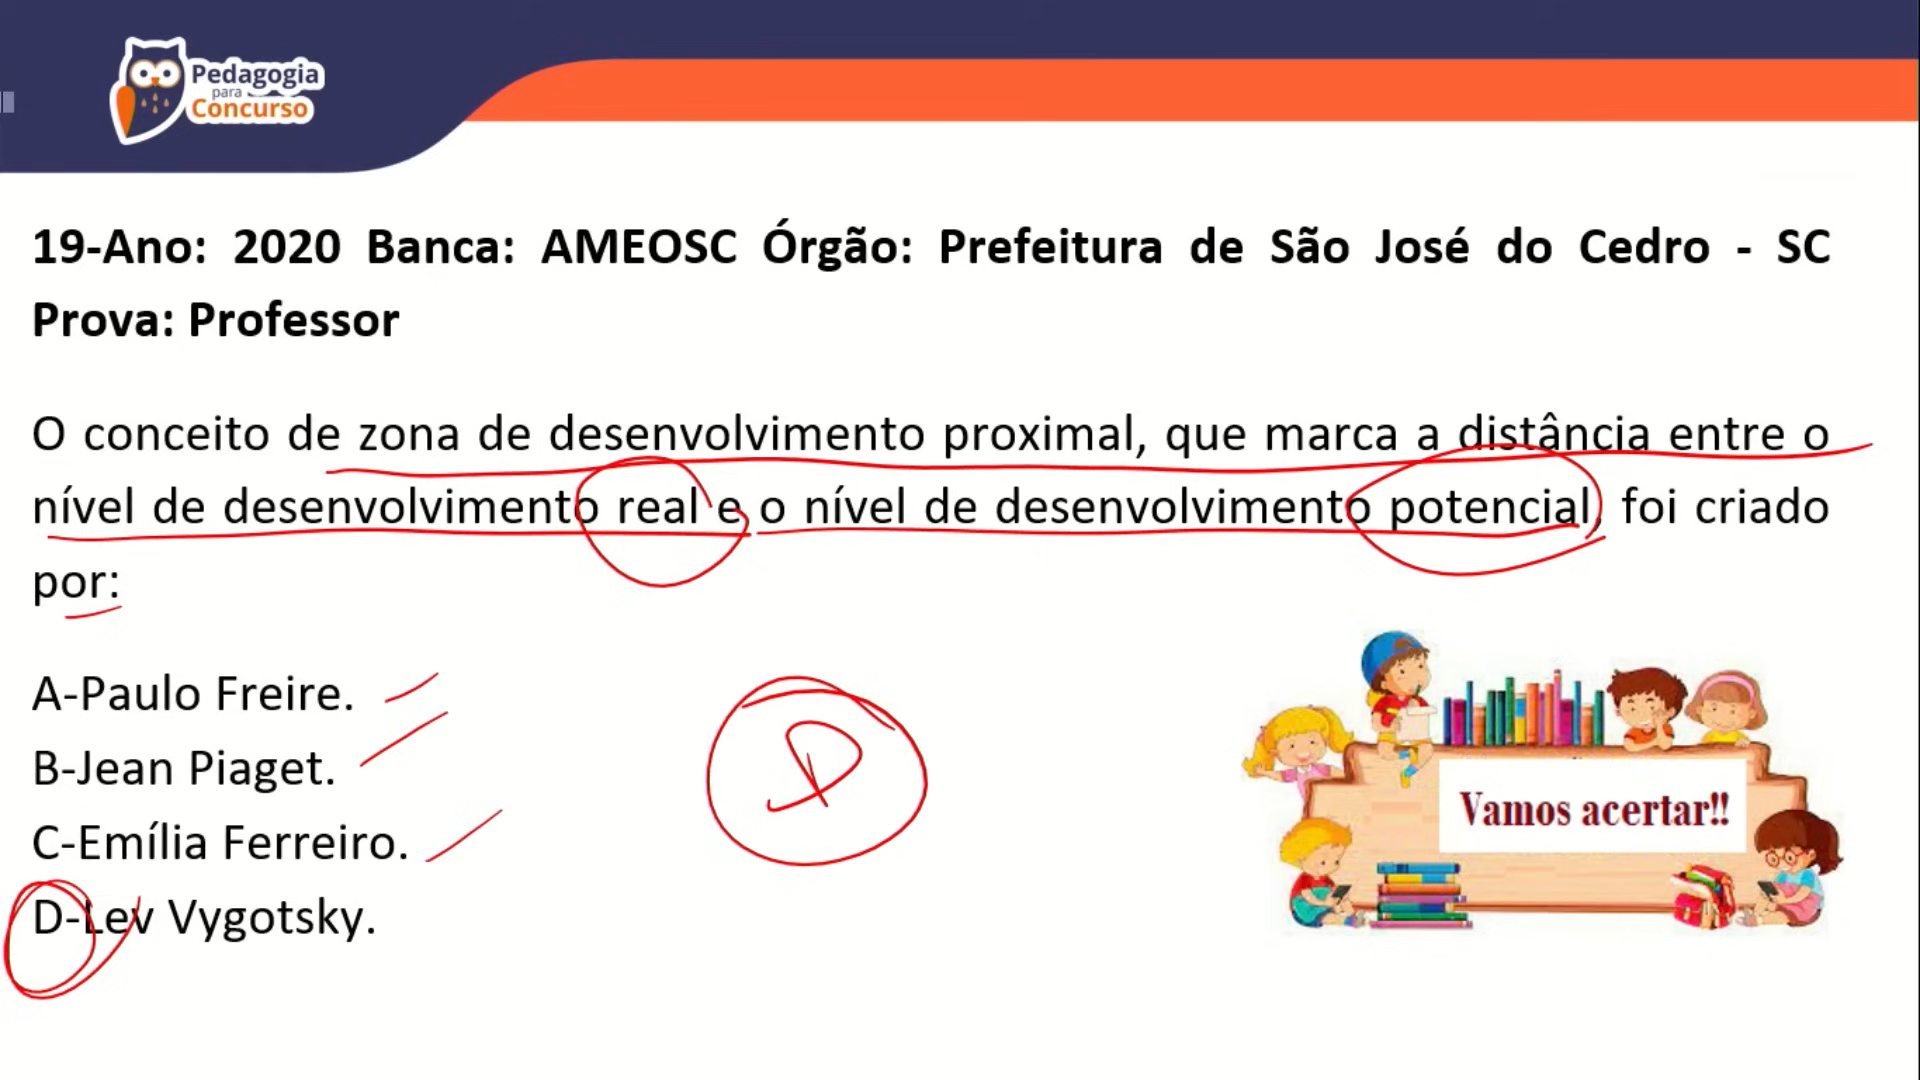 Pedagogia
para
Concurso
19-Ano: 2020 Banca: AMEOSC Órgão: Prefeitura de São José do Cedro - SC
Prova: Professor
O conceito de zona de desenvolvimento proximal, que marca a distância entre o
nível de desenvolvimento real e o nível de desenvolvimento potencial, foi criado
por:
A-Paulo Freire.
B-Jean Piaget.
C-Emília Ferreiro.
D-Lev Vygotsky.
D
Vamos acertar!!